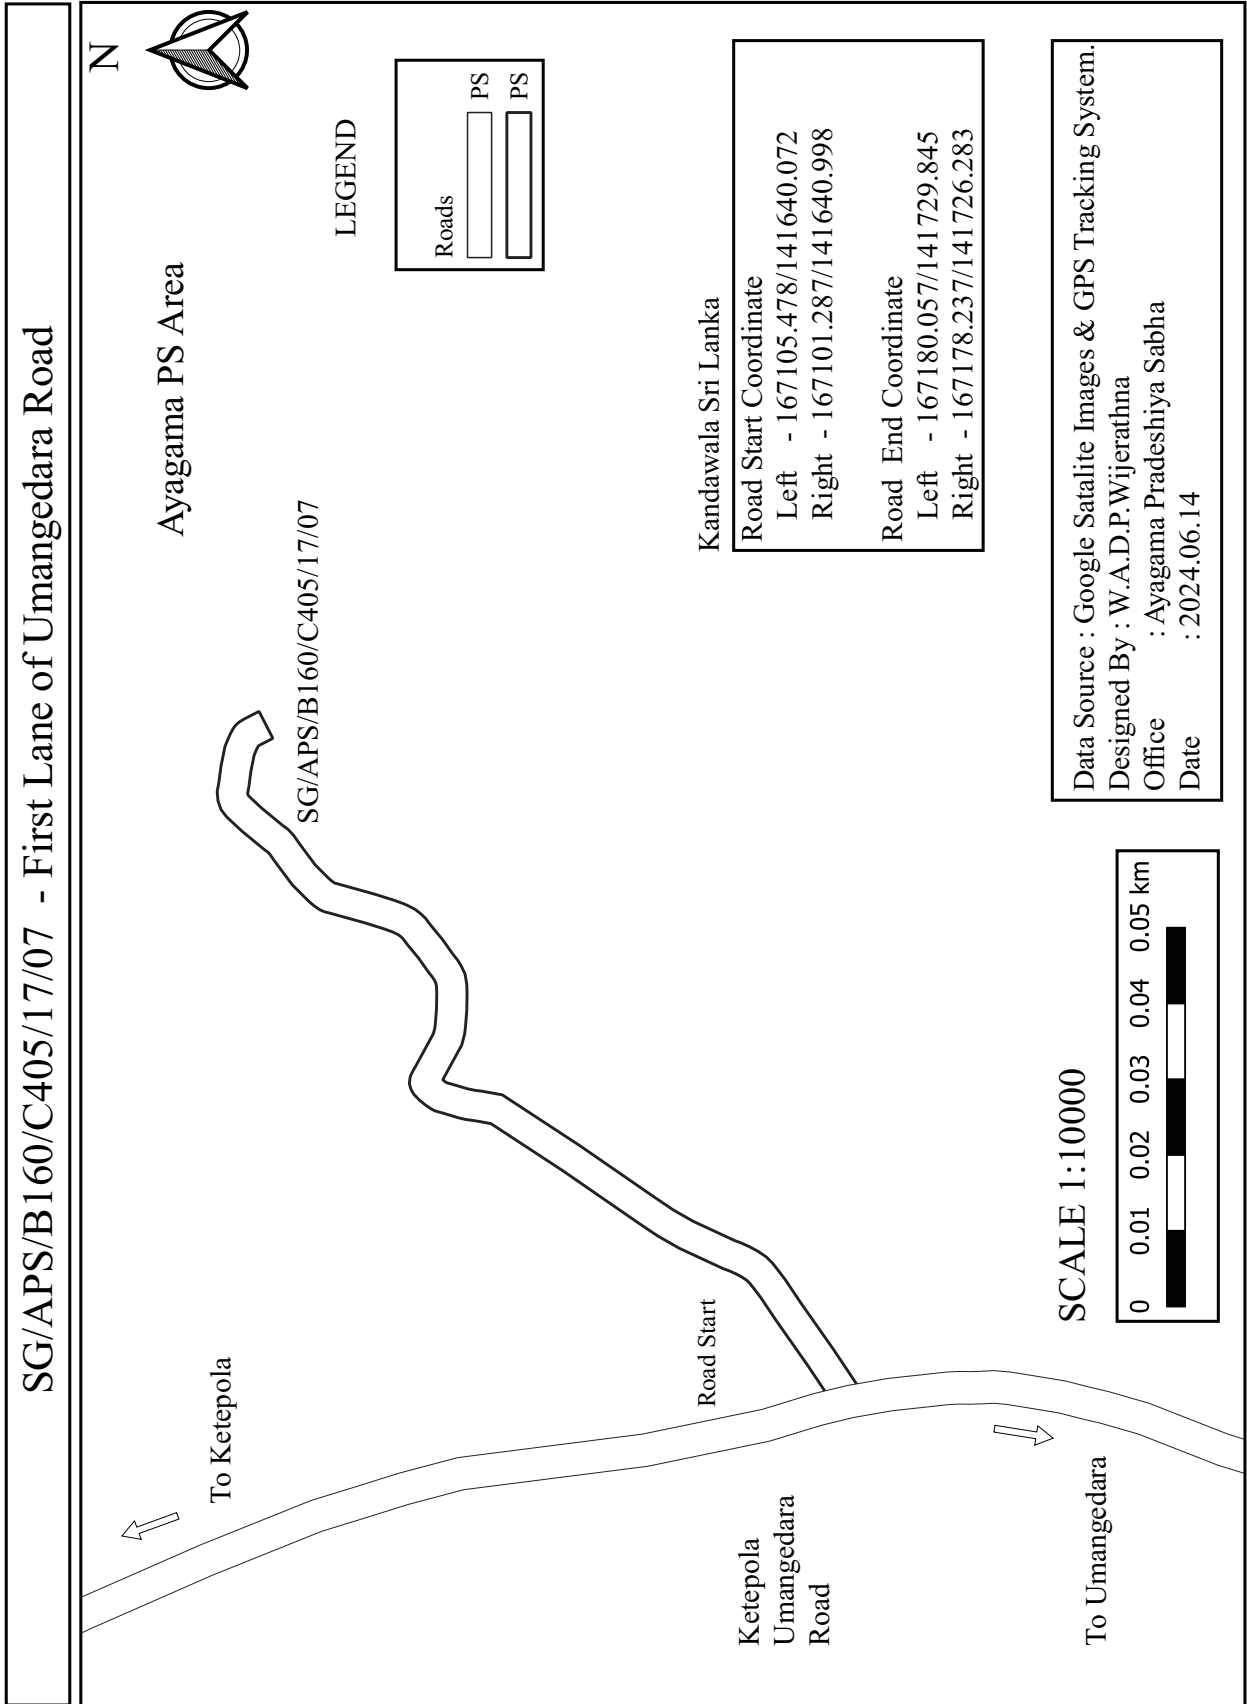 SG/APS/B160/C405/17/07 - First Lane of Umangedara Road
N
Ayagama PS Area
LEGEND
Roads
PS
PS
SG/APS/B160/C405/17/07
To Ketepola
Road Start
Ketepola
Umangedara
Road
To Umangedara
Kandawala Sri Lanka
Road Start Coordinate
Left - 167105.478/141640.072
Right - 167101.287/141640.998
Road End Coordinate
Left - 167180.057/141729.845
Right - 167178.237/141726.283
SCALE 1:10000
0 0.01 0.02 0.03 0.04 0.05 km
Data Source : Google Satalite Images & GPS Tracking System.
Designed By : W.A.D.P.Wijerathna
Office : Ayagama Pradeshiya Sabha
Date : 2024.06.14